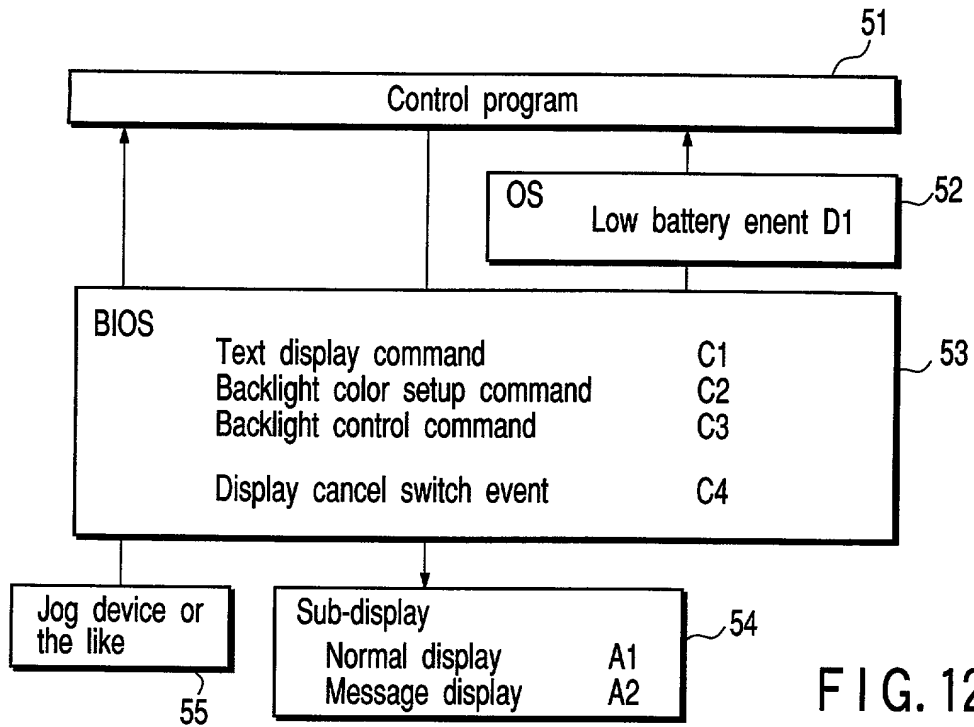 51
Control program
OS
52
Low battery enent D1
BIOS
53
Text display command C1
Backlight color setup command C2
Backlight control command C3
Display cancel switch event C4
Jog device or
the like
55
Sub-display
54
Normal display A1
Message display A2
FIG. 12